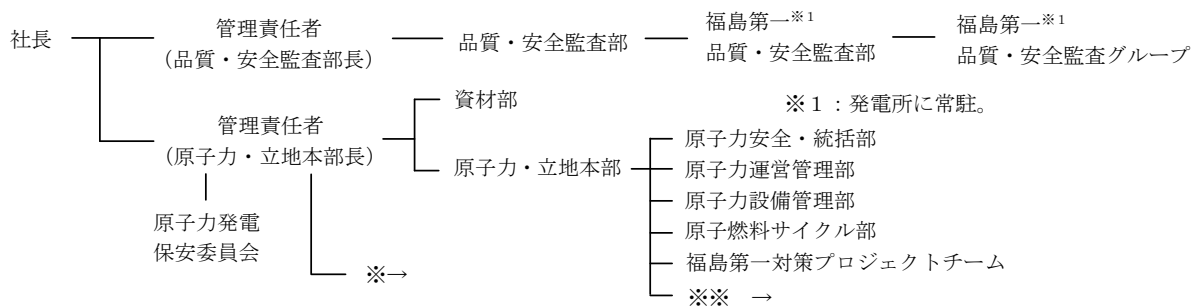 社長
管理責任者
(品質・安全監査部長)
品質・安全監査部
福島第一※1
品質・安全監査部
福島第一※1
品質・安全監査グループ
※1:発電所に常駐。
管理責任者
(原子力・立地本部長)
資材部
原子力・立地本部
原子力安全・統括部
原子力運営管理部
原子力設備管理部
原子燃料サイクル部
福島第一対策プロジェクトチーム
※※ →
原子力発電
保安委員会
※→